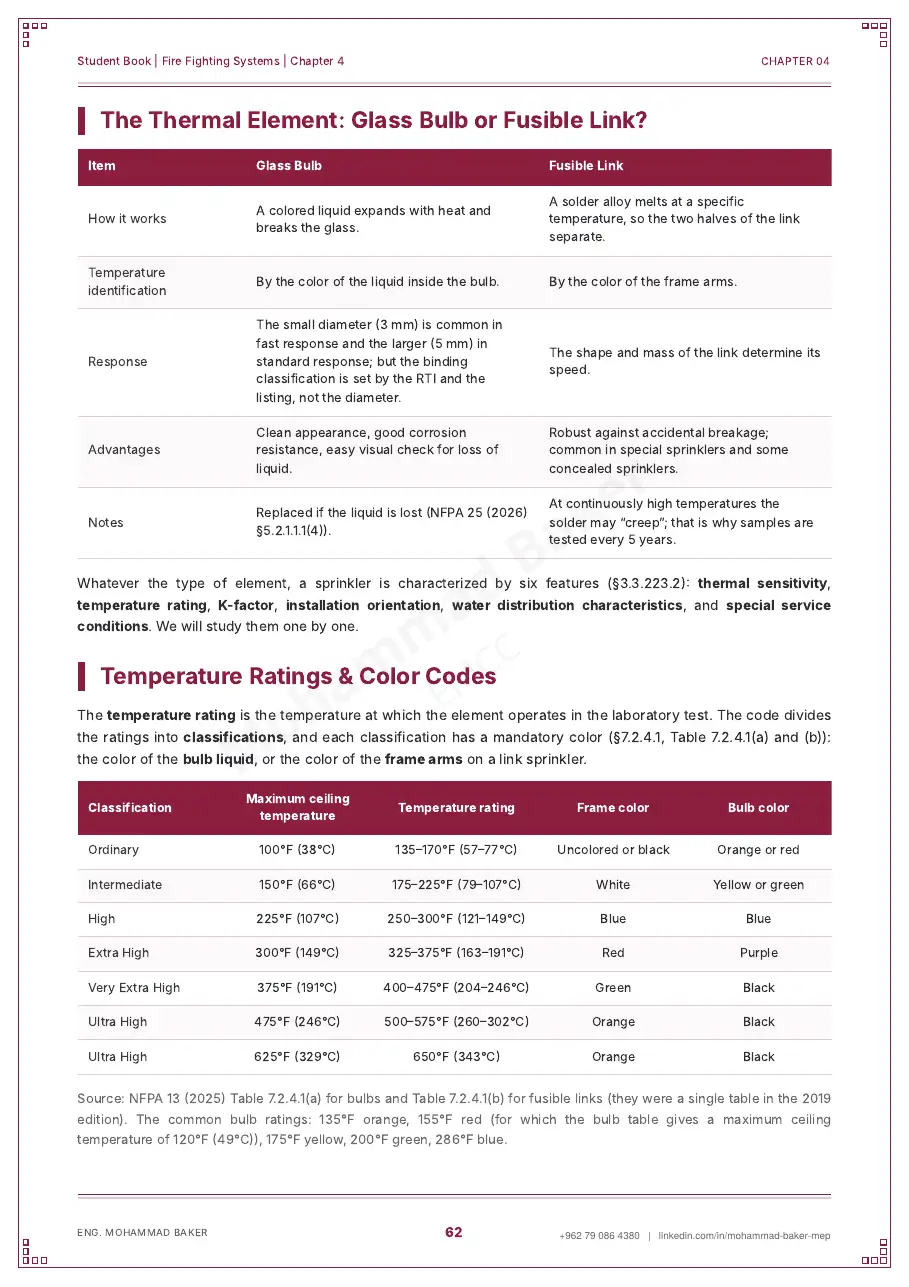 Student Book | Fire Fighting Systems | Chapter 4
CHAPTER 04
The Thermal Element: Glass Bulb or Fusible Link?
Item Glass Bulb Fusible Link
How it works
A colored liquid expands with heat and
breaks the glass.
A solder alloy melts at a specific
temperature, so the two halves of the link
separate.
Temperature
identification
By the color of the liquid inside the bulb.
By the color of the frame arms.
Response
The small diameter (3 mm) is common in
fast response and the larger (5 mm) in
standard response; but the binding
classification is set by the RTI and the
listing, not the diameter.
The shape and mass of the link determine its
speed.
Advantages
Clean appearance, good corrosion
resistance, easy visual check for loss of
liquid.
Robust against accidental breakage;
common in special sprinklers and some
concealed sprinklers.
Notes
Replaced if the liquid is lost (NFPA 25 (2026)
§5.2.1.1.1(4)).
At continuously high temperatures the
solder may “creep”; that is why samples are
tested every 5 years.
Whatever the type of element, a sprinkler is characterized by six features (§3.3.223.2): thermal sensitivity,
temperature rating, K-factor, installation orientation, water distribution characteristics, and special service
conditions. We will study them one by one.
Temperature Ratings & Color Codes
The temperature rating is the temperature at which the element operates in the laboratory test. The code divides
the ratings into classifications, and each classification has a mandatory color (§7.2.4.1, Table 7.2.4.1(a) and (b)):
the color of the bulb liquid, or the color of the frame arms on a link sprinkler.
Classification Maximum ceiling temperature Temperature rating Frame color Bulb color
Ordinary 100°F (38°C) 135–170°F (57–77°C) Uncolored or black Orange or red
Intermediate 150°F (66°C) 175–225°F (79–107°C) White Yellow or green
High 225°F (107°C) 250–300°F (121–149°C) Blue Blue
Extra High 300°F (149°C) 325–375°F (163–191°C) Red Purple
Very Extra High 375°F (191°C) 400–475°F (204–246°C) Green Black
Ultra High 475°F (246°C) 500–575°F (260–302°C) Orange Black
Ultra High 625°F (329°C) 650°F (343°C) Orange Black
Source: NFPA 13 (2025) Table 7.2.4.1(a) for bulbs and Table 7.2.4.1(b) for fusible links (they were a single table in the 2019
edition). The common bulb ratings: 135°F orange, 155°F red (for which the bulb table gives a maximum ceiling
temperature of 120°F (49°C)), 175°F yellow, 200°F green, 286°F blue.
ENG. MOHAMMAD BAKER
62
+962 79 086 4380 | linkedin.com/in/mohammad-baker-mep